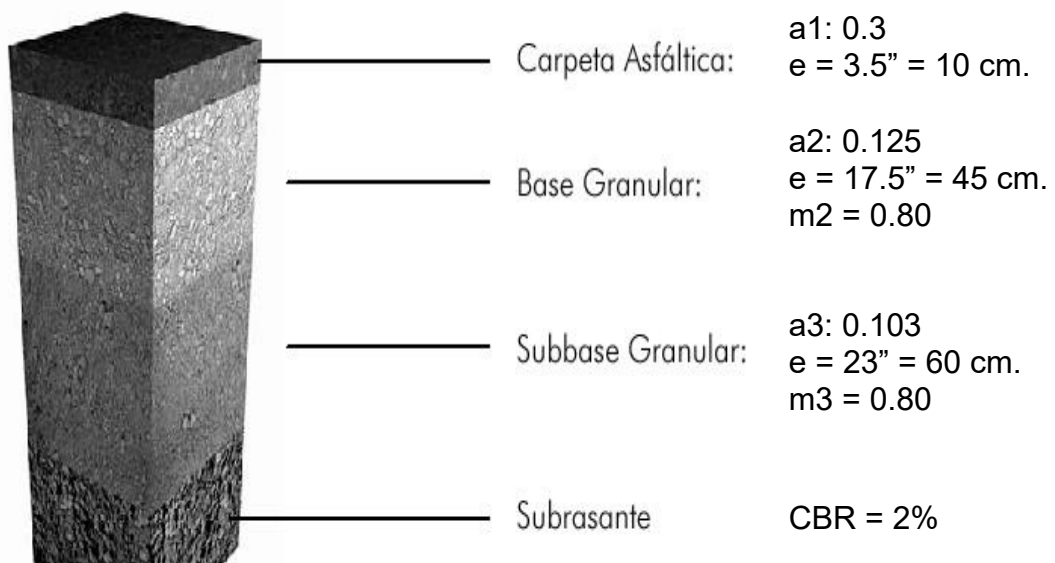 Carpeta Asfáltica:
a1: 0.3
e = 3.5” = 10 cm.
Base Granular:
a2: 0.125
e = 17.5” = 45 cm.
m2 = 0.80
Subbase Granular:
a3: 0.103
e = 23” = 60 cm.
m3 = 0.80
Subrasante
CBR = 2%